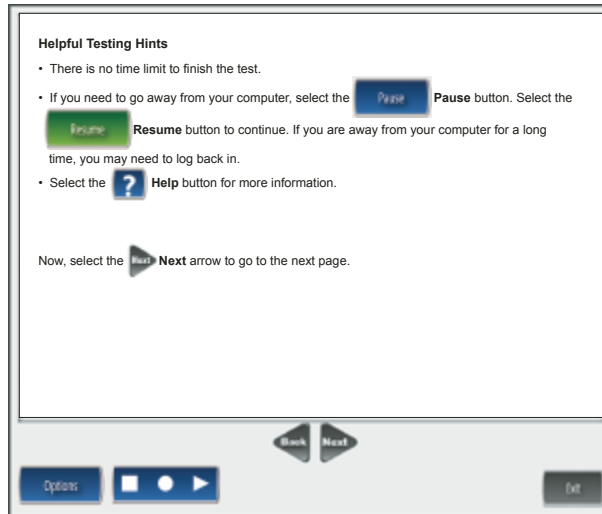 Helpful Testing Hints
• There is no time limit to finish the test.
• If you need to go away from your computer, select the Pause Pause button. Select the
Resume Resume button to continue. If you are away from your computer for a long
time, you may need to log back in.
• Select the ? Help button for more information.
Now, select the Next Next arrow to go to the next page.
Back Next
Options Exit